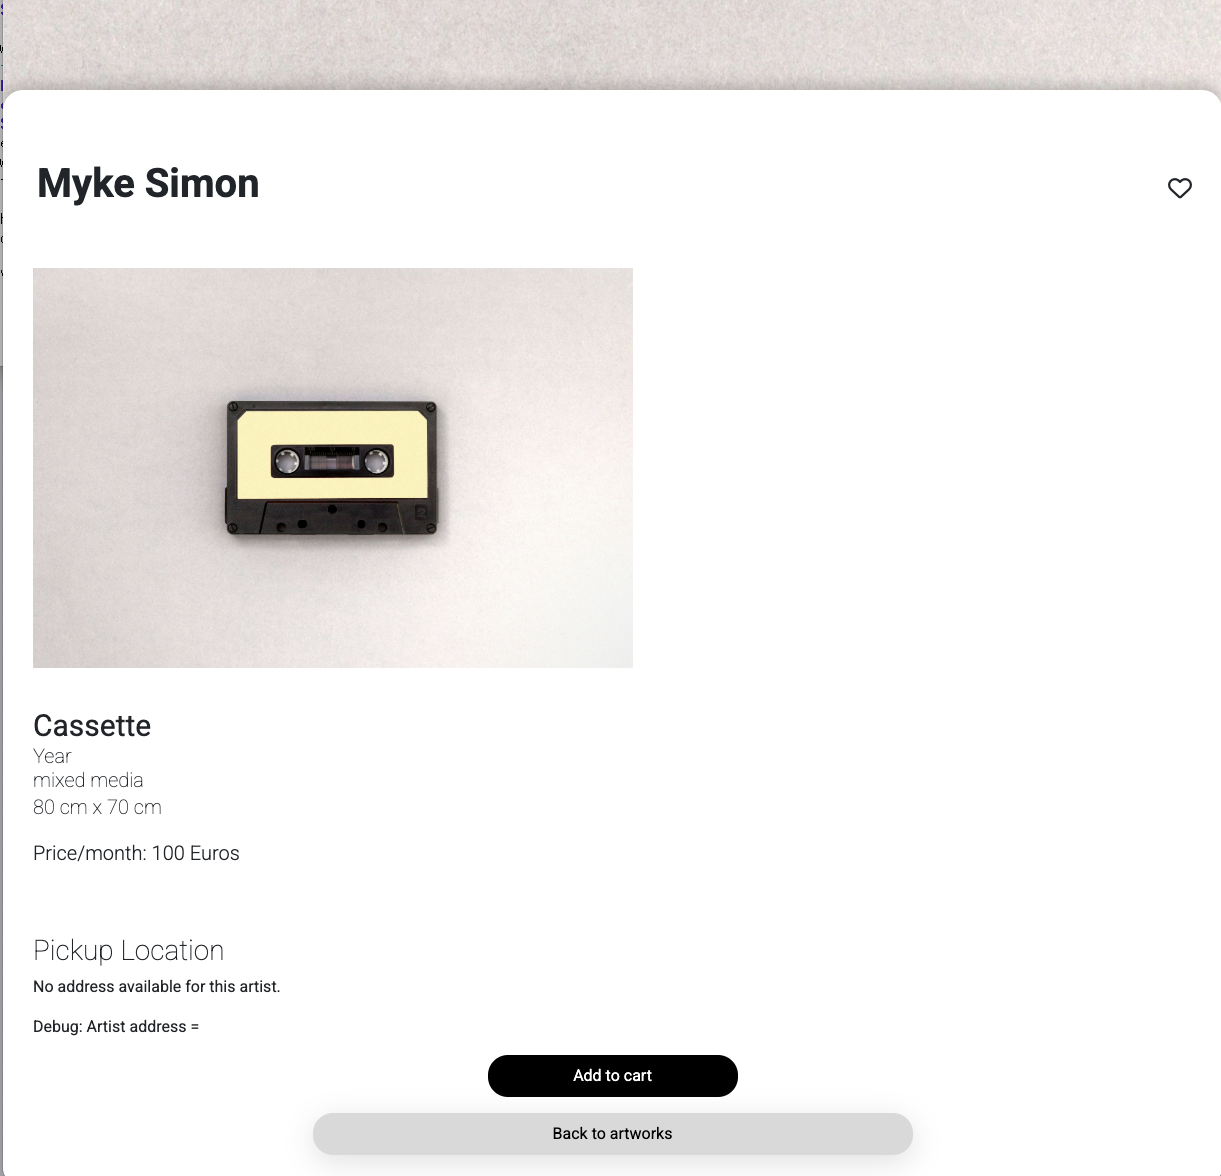 Myke Simon
Cassette
Year
mixed media
80 cm x 70 cm
Price/month: 100 Euros
Pickup Location
No address available for this artist.
Debug: Artist address =
Add to cart
Back to artworks